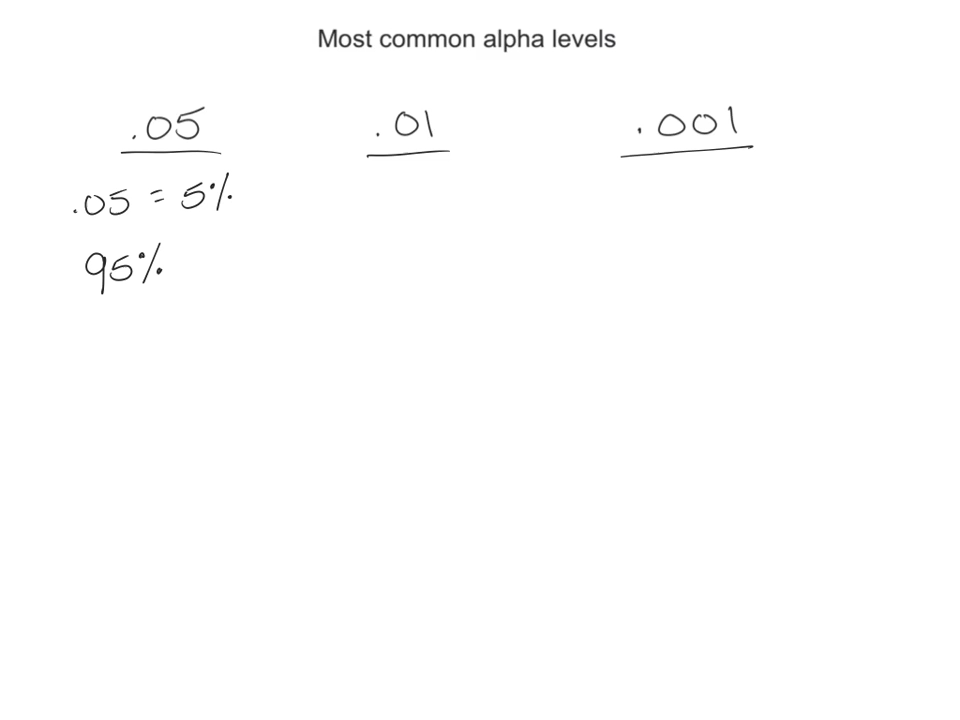 Most common alpha levels
.05 .01 .001
.05 = 5%
95%